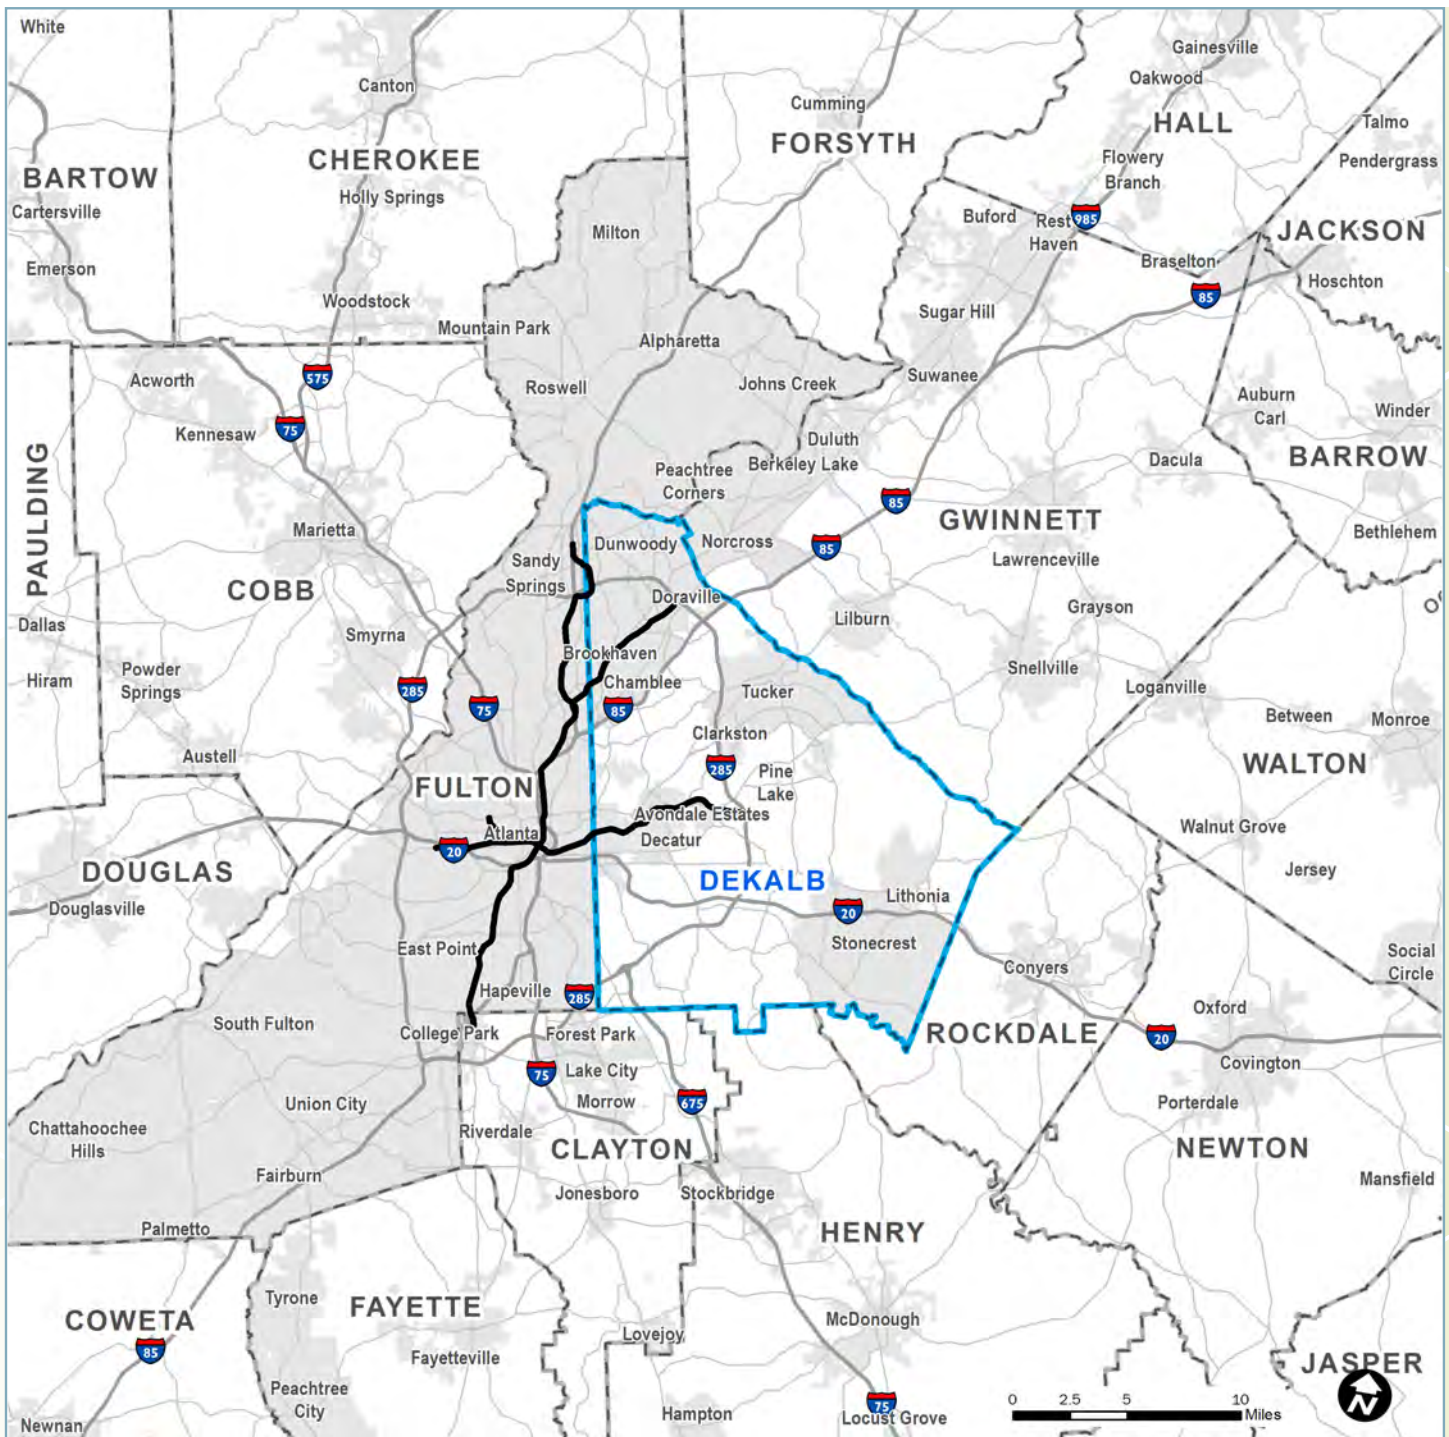 White
Canton
Gainesville
Oakwood
Cumming
FORSYTH
HALL
Talmo
CHEROKEE
Flowery
Branch
Pendergrass
BARTOW
Holly Springs
Cartersville
Milton
Buford
Rest
Haven
985
JACKSON
Emerson
Braselton
Hoschton
Woodstock
85
Mountain Park
Sugar Hill
Alpharetta
Acworth
575
Roswell
Johns Creek
Suwanee
Auburn
Carl
Winder
75
Kennesaw
Duluth
Berkeley Lake
Peachtree
Corners
Dacula
BARROW
PAULDING
85
GWINNETT
Marietta
Bethlehem
Dunwoody
Norcross
85
Sandy
Springs
Lawrenceville
COBB
Doraville
Grayson
Dallas
Smyrna
Lilburn
Brookhaven
Powder
Springs
Hiram
Snellville
285
Chamblee
Tucker
Loganville
75
85
Between
Monroe
Clarkston
Austell
285
Pine
Lake
WALTON
FULTON
Avondale Estates
Atlanta
Decatur
Walnut Grove
20
DOUGLAS
DEKALB
Jersey
Douglasville
Lithonia
20
East Point
Stonecrest
Social
Circle
Conyers
Hapeville
285
Oxford
South Fulton
College Park
Forest Park
ROCKDALE
20
Covington
75
Lake City
Union City
Morrow
675
Porterdale
Chattahoochee
Hills
Riverdale
CLAYTON
NEWTON
Fairburn
Jonesboro
Stockbridge
Mansfield
Palmetto
HENRY
Tyrone
FAYETTE
COWETA
McDonough
85
Lovejoy
Fayetteville
JASPER
Peachtree
City
75
Newnan
Hampton
Locust Grove
0 2.5 5 10
Miles
N